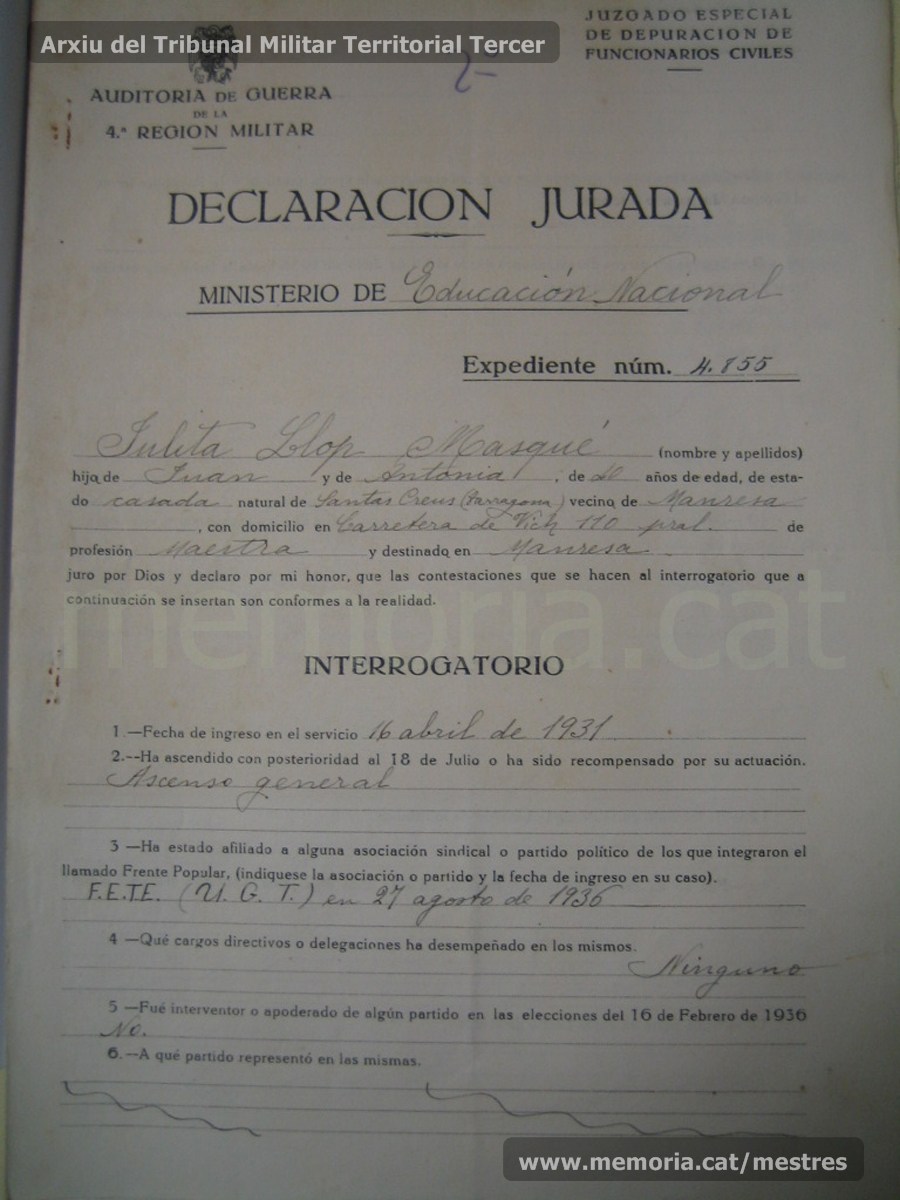 Arxiu del Tribunal Militar Territorial Tercer
JUZGADO ESPECIAL
DE DEPURACION DE
FUNCIONARIOS CIVILES
2º
AUDITORIA DE GUERRA
DE LA
4.ª REGION MILITAR
DECLARACION JURADA
MINISTERIO DE Educación Nacional
Expediente núm. 4.855
Julita Llop Masqué (nombre y apellidos)
hijo de Juan y de Antonia, de años de edad, de esta-
do casada natural de Santas Creus (Tarragona) vecino de Manresa
, con domicilio en Carretera de Vich 110 pral. de
profesión Maestra y destinado en Manresa
juro por Dios y declaro por mi honor, que las contestaciones que se hacen al interrogatorio que a
continuación se insertan son conformes a la realidad.
memoria.cat
INTERROGATORIO
1.—Fecha de ingreso en el servicio 16 abril de 1931
2.--Ha ascendido con posterioridad al 18 de Julio o ha sido recompensado por su actuación.
Ascenso general
3 —Ha estado afiliado a alguna asociación sindical o partido político de los que integraron el
llamado Frente Popular, (indiquese la asociación o partido y la fecha de ingreso en su caso).
F.E.T.E. (U. G. T.) en 27 agosto de 1936
4 —Qué cargos directivos o delegaciones ha desempeñado en los mismos.
Ninguno
5 —Fué interventor o apoderado de algún partido en las elecciones del 16 de Febrero de 1936
No.
6.—A qué partido representó en las mismas.
www.memoria.cat/mestres